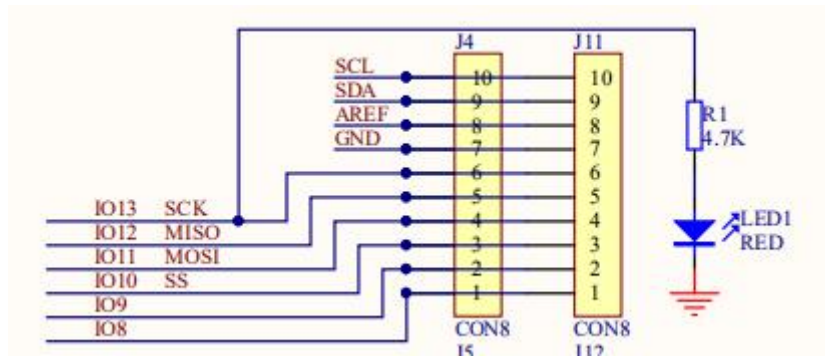 J4 J11
SCL 10 10
SDA 9 9
AREF 8 8
GND 7 7
6 6
5 5
IO13 SCK 4 4
IO12 MISO 3 3
IO11 MOSI 2 2
IO10 SS 1 1
IO9
IO8
CON8 CON8
J5 J12
R1
4.7K
LED1
RED